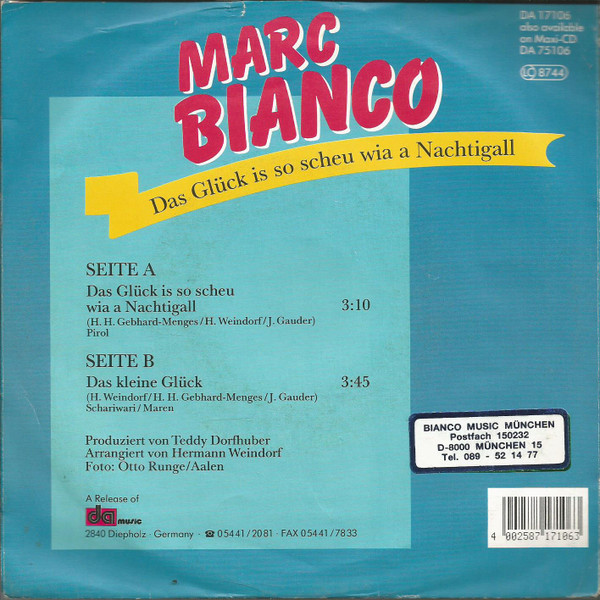 DA 17106
also available
on Maxi-CD
DA 75106
LC 8744
MARC
BIANCO
Das Glück is so scheu wia a Nachtigall
SEITE A
Das Glück is so scheu
wia a Nachtigall 3:10
(H. H. Gebhard-Menges/H. Weindorf/J. Gauder)
Pirol
SEITE B
Das kleine Glück 3:45
(H. Weindorf/H. H. Gebhard-Menges/J. Gauder)
Schariwari/Maren
Produziert von Teddy Dorfhuber
Arrangiert von Hermann Weindorf
Foto: Otto Runge/Aalen
BIANCO MUSIC MÜNCHEN
Postfach 150232
D-8000 MÜNCHEN 15
Tel. 089 - 52 14 77
A Release of
da music
2840 Diepholz · Germany · ☎ 05441/2081 · FAX 05441/7833
4 002587 171063